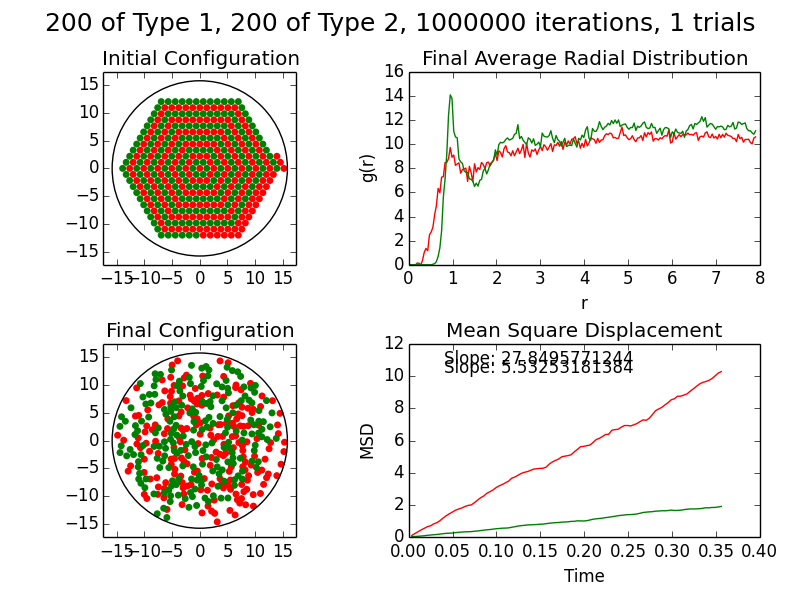 200 of Type 1, 200 of Type 2, 1000000 iterations, 1 trials
Initial Configuration
15
10
5
0
−5
−10
−15
−15−10−5 0 5 10 15
Final Average Radial Distribution
g(r)
16
14
12
10
8
6
4
2
0
0 1 2 3 4 5 6 7 8
r
Final Configuration
15
10
5
0
−5
−10
−15
−15−10−5 0 5 10 15
Mean Square Displacement
Slope: 27.8495771244
Slope: 5.53253181384
MSD
12
10
8
6
4
2
0
0.00 0.05 0.10 0.15 0.20 0.25 0.30 0.35 0.40
Time